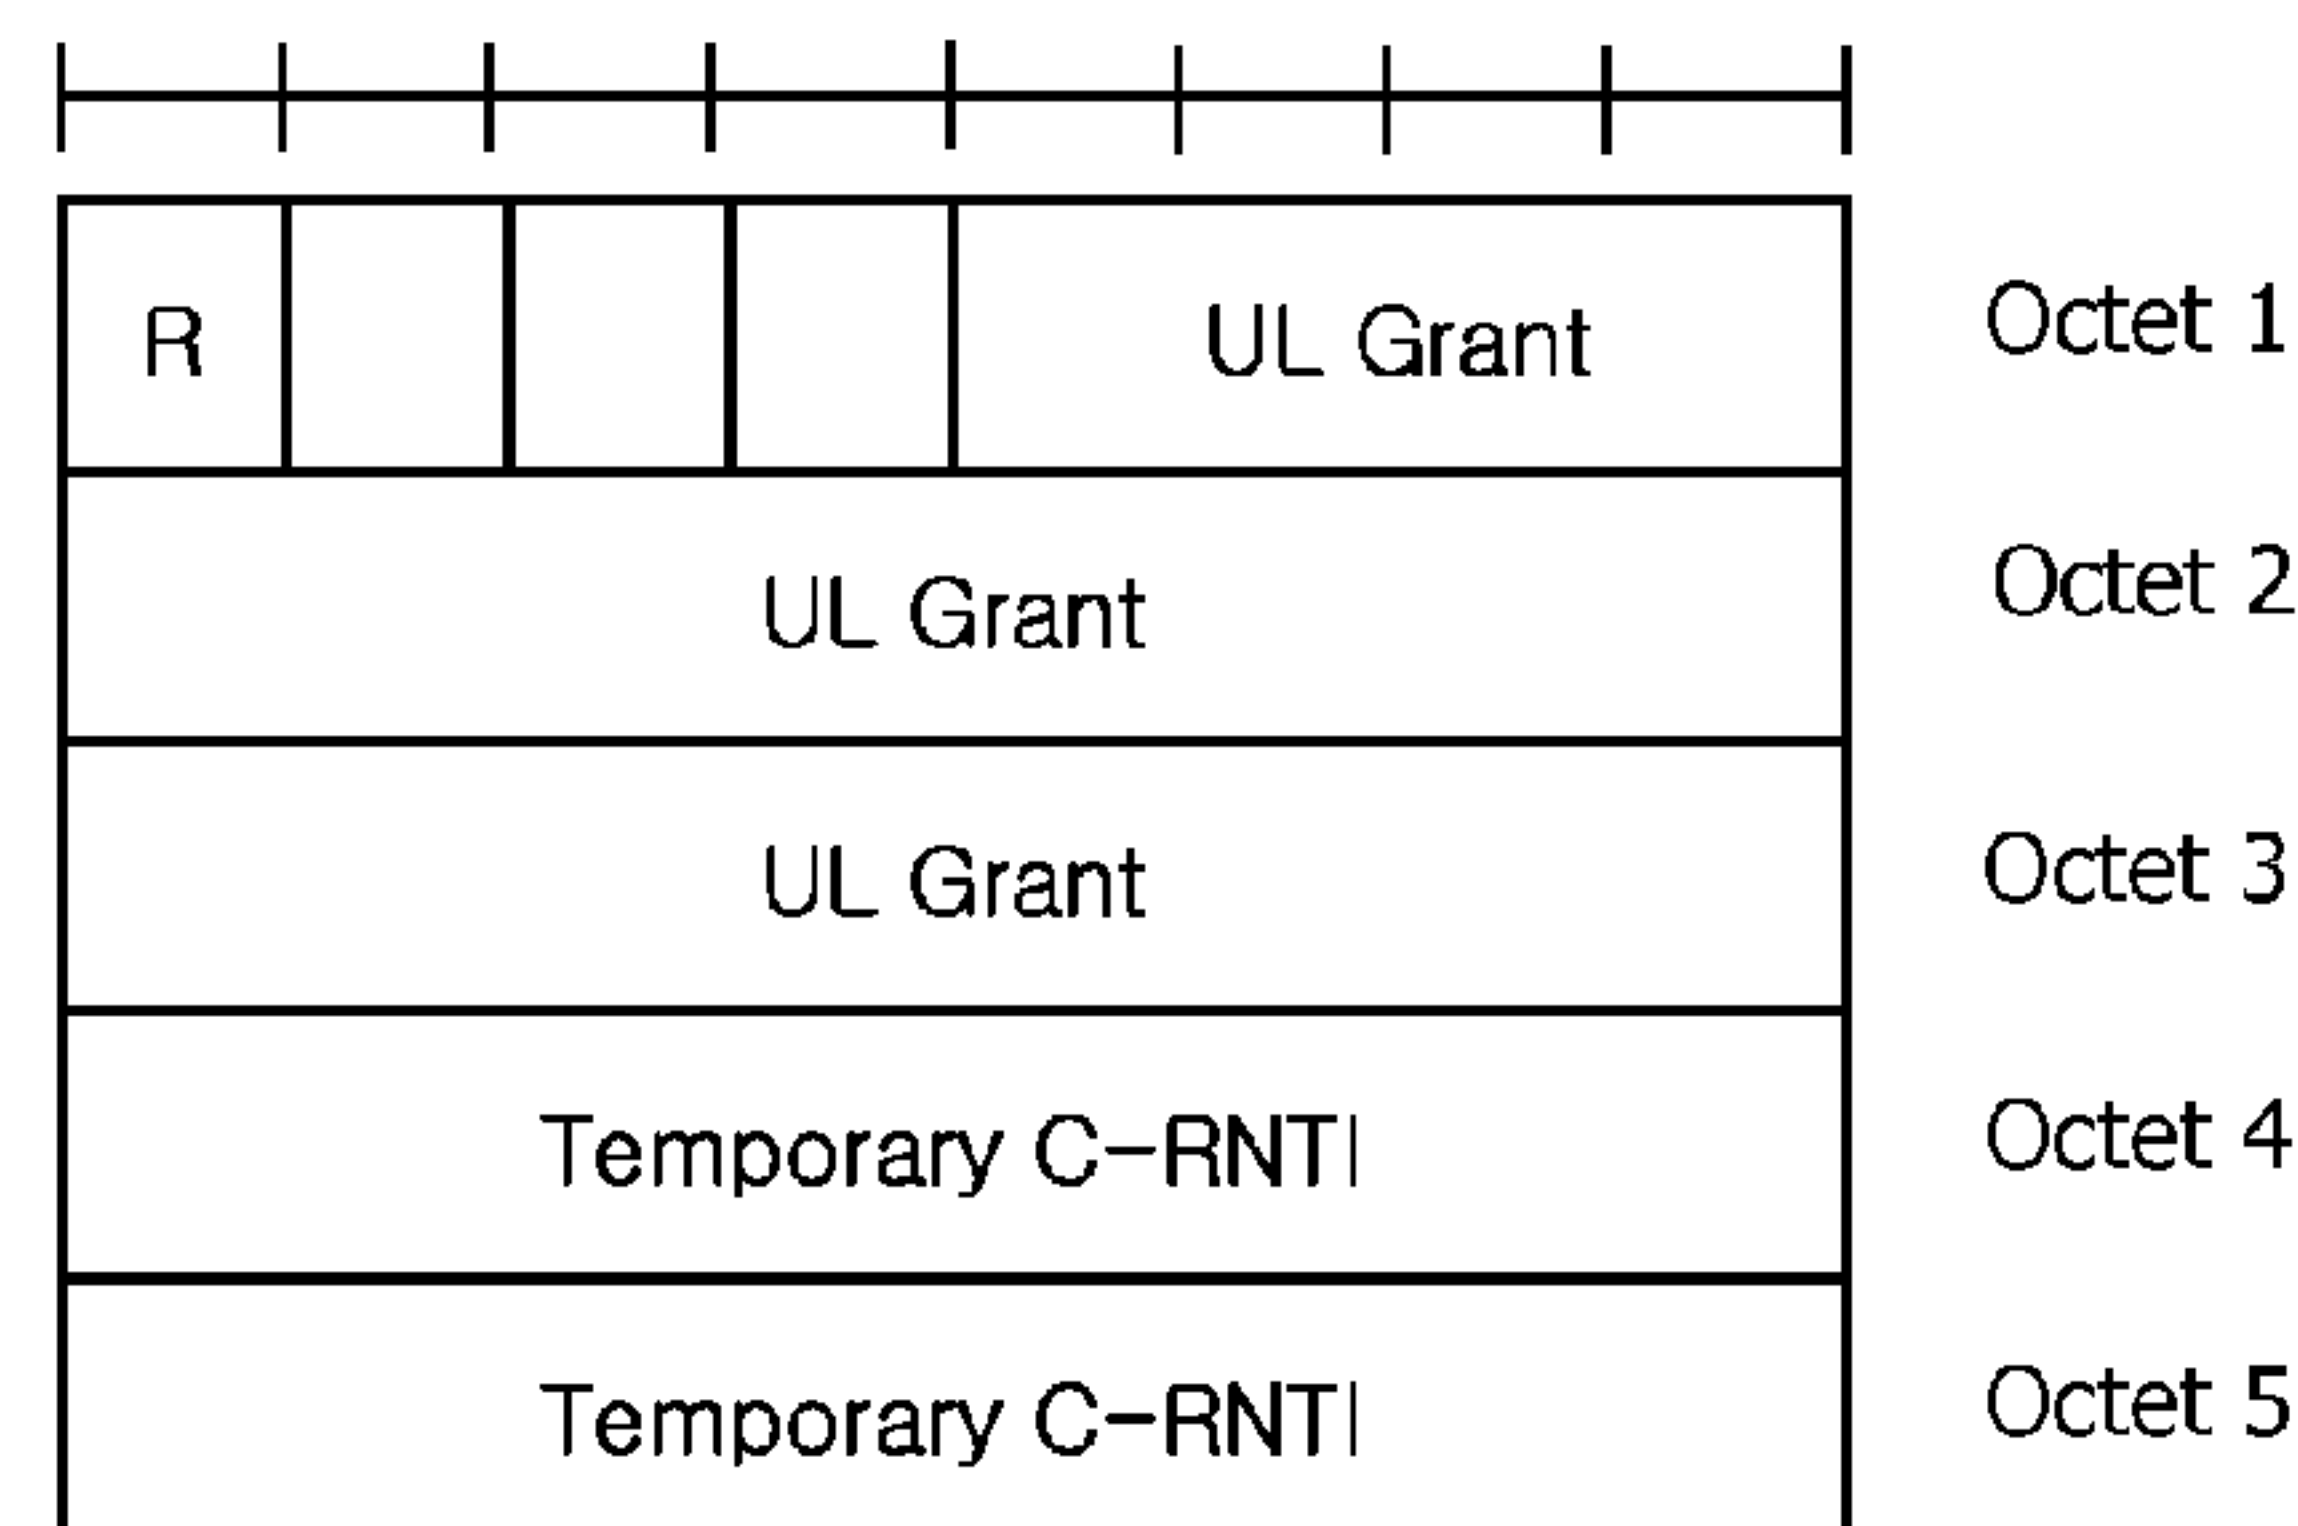 R UL Grant Octet 1
UL Grant Octet 2
UL Grant Octet 3
Temporary C-RNTI Octet 4
Temporary C-RNTI Octet 5